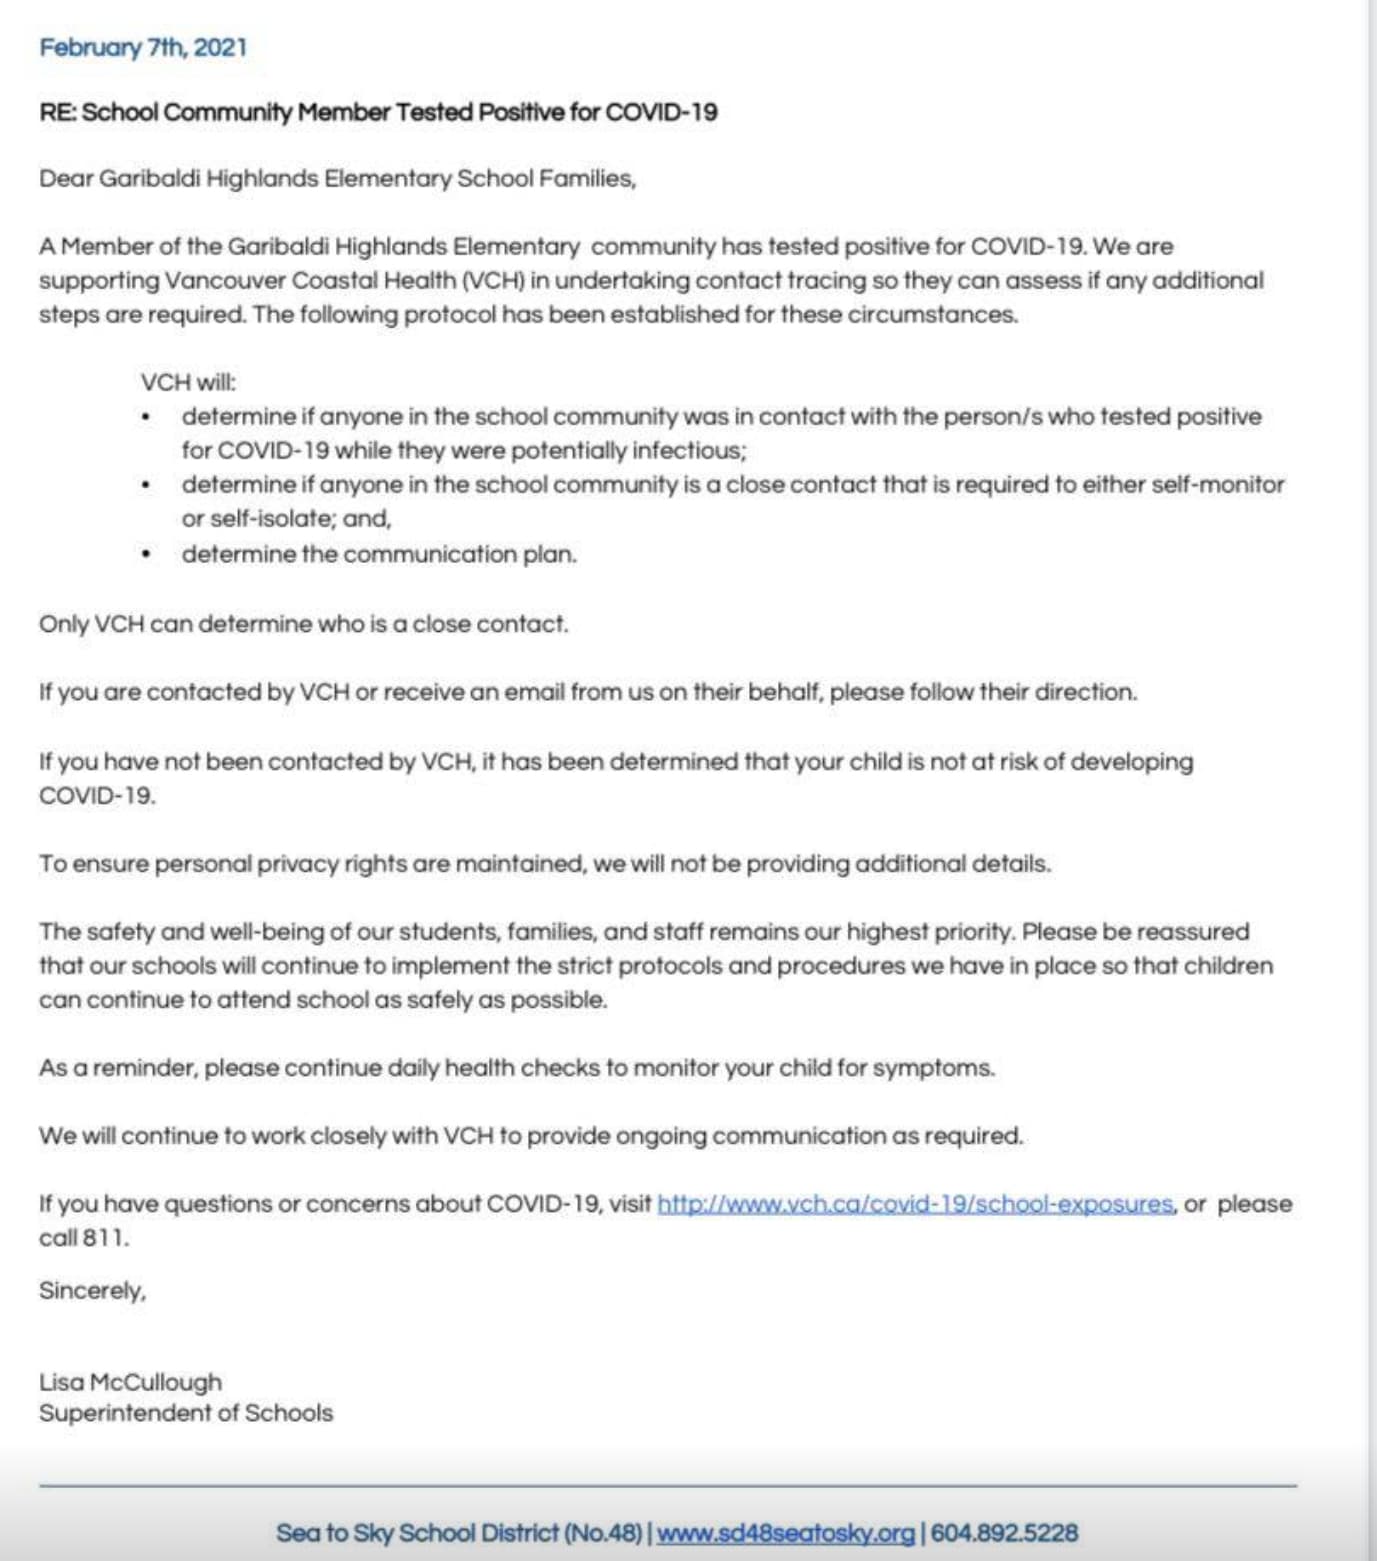 February 7th, 2021
RE: School Community Member Tested Positive for COVID-19
Dear Garibaldi Highlands Elementary School Families,
A Member of the Garibaldi Highlands Elementary community has tested positive for COVID-19. We are
supporting Vancouver Coastal Health (VCH) in undertaking contact tracing so they can assess if any additional
steps are required. The following protocol has been established for these circumstances.
VCH will:
• determine if anyone in the school community was in contact with the person/s who tested positive
for COVID-19 while they were potentially infectious;
• determine if anyone in the school community is a close contact that is required to either self-monitor
or self-isolate; and,
• determine the communication plan.
Only VCH can determine who is a close contact.
If you are contacted by VCH or receive an email from us on their behalf, please follow their direction.
If you have not been contacted by VCH, it has been determined that your child is not at risk of developing
COVID-19.
To ensure personal privacy rights are maintained, we will not be providing additional details.
The safety and well-being of our students, families, and staff remains our highest priority. Please be reassured
that our schools will continue to implement the strict protocols and procedures we have in place so that children
can continue to attend school as safely as possible.
As a reminder, please continue daily health checks to monitor your child for symptoms.
We will continue to work closely with VCH to provide ongoing communication as required.
If you have questions or concerns about COVID-19, visit http://www.vch.ca/covid-19/school-exposures, or please
call 811.
Sincerely,
Lisa McCullough
Superintendent of Schools
Sea to Sky School District (No.48) | www.sd48seatosky.org | 604.892.5228